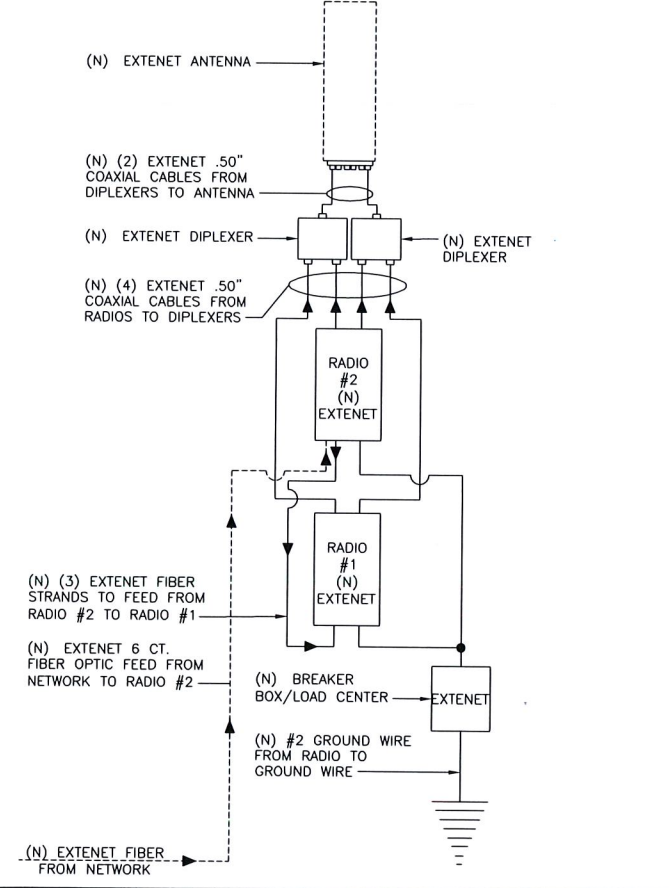 (N) EXTENET ANTENNA
(N) (2) EXTENET .50"
COAXIAL CABLES FROM
DIPLEXERS TO ANTENNA
(N) EXTENET DIPLEXER
(N) EXTENET
DIPLEXER
(N) (4) EXTENET .50"
COAXIAL CABLES FROM
RADIOS TO DIPLEXERS
RADIO
#2
(N)
EXTENET
RADIO
#1
(N)
EXTENET
(N) (3) EXTENET FIBER
STRANDS TO FEED FROM
RADIO #2 TO RADIO #1
(N) EXTENET 6 CT.
FIBER OPTIC FEED FROM
NETWORK TO RADIO #2
(N) BREAKER
BOX/LOAD CENTER
EXTENET
(N) #2 GROUND WIRE
FROM RADIO TO
GROUND WIRE
(N) EXTENET FIBER
FROM NETWORK